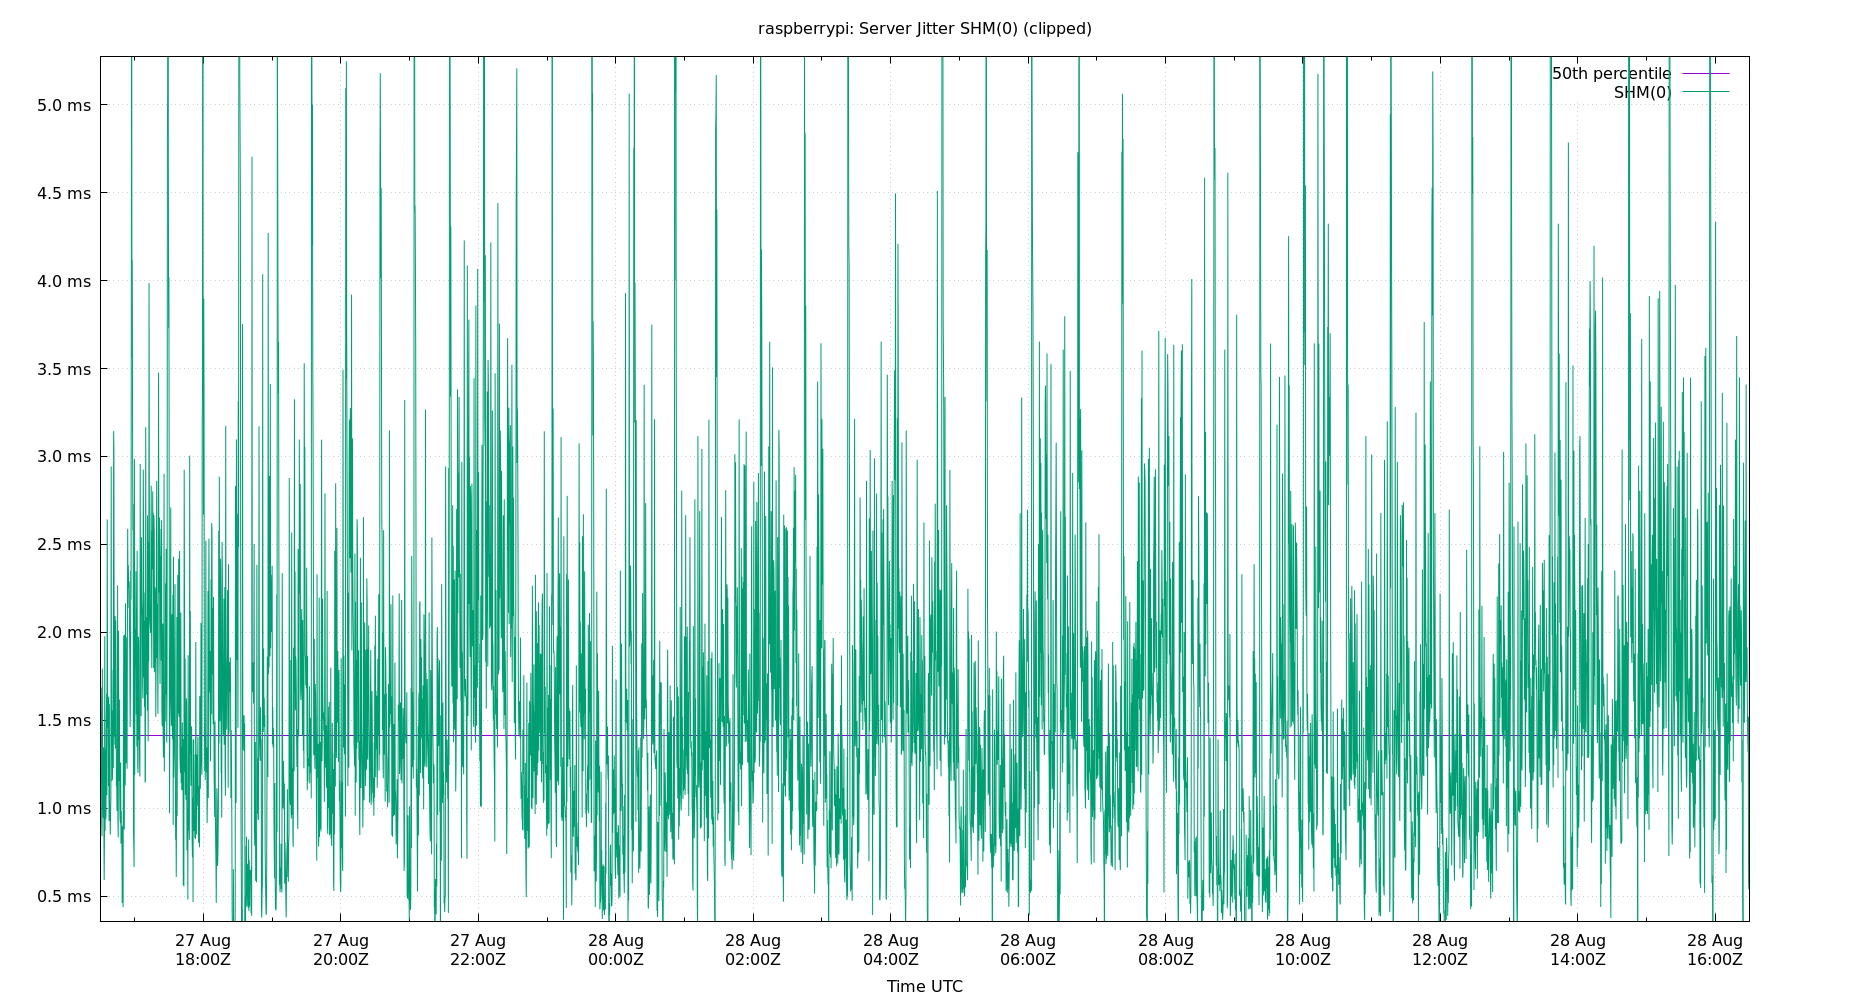 raspberrypi: Server Jitter SHM(0) (clipped)
50th percentile
SHM(0)
5.0 ms
4.5 ms
4.0 ms
3.5 ms
3.0 ms
2.5 ms
2.0 ms
1.5 ms
1.0 ms
0.5 ms
27 Aug 27 Aug 27 Aug 28 Aug 28 Aug 28 Aug 28 Aug 28 Aug 28 Aug 28 Aug 28 Aug 28 Aug
18:00Z 20:00Z 22:00Z 00:00Z 02:00Z 04:00Z 06:00Z 08:00Z 10:00Z 12:00Z 14:00Z 16:00Z
Time UTC